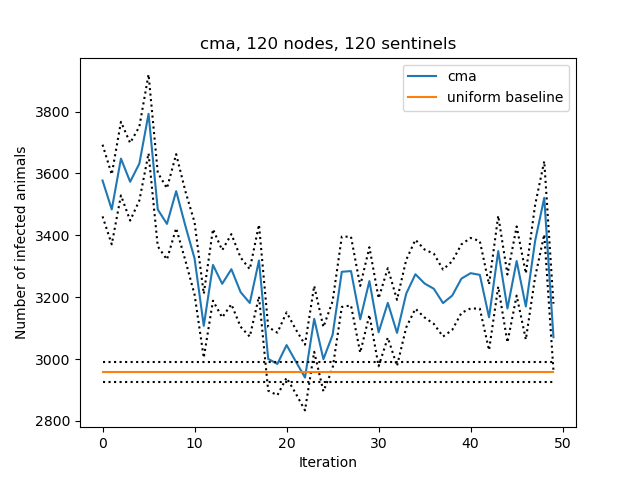 cma, 120 nodes, 120 sentinels
cma
uniform baseline
Number of infected animals
3800
3600
3400
3200
3000
2800
0 10 20 30 40 50
Iteration